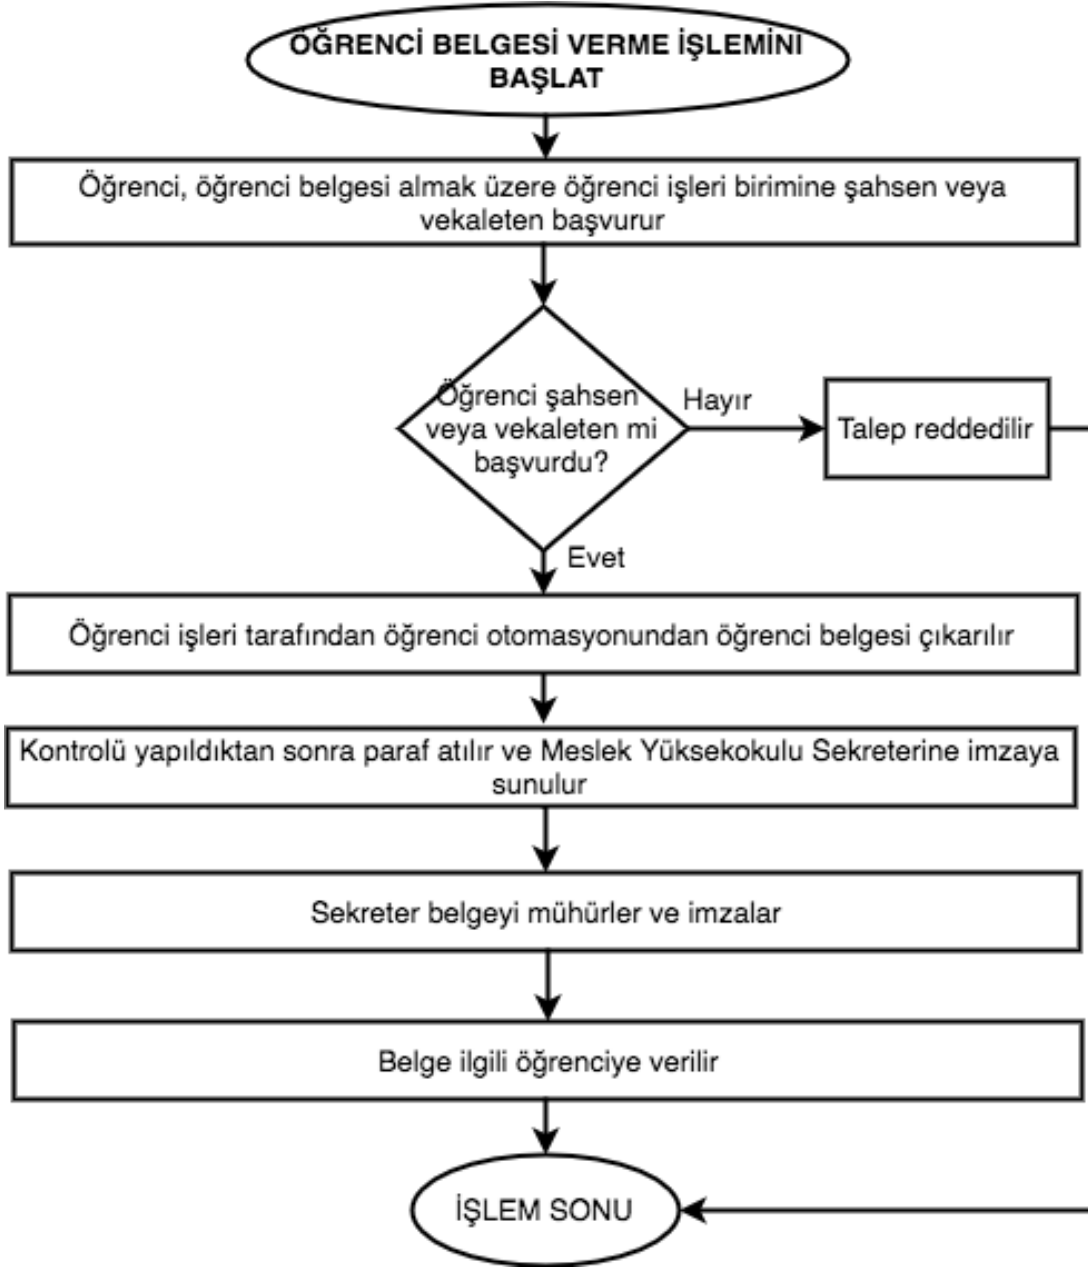 ÖĞRENCİ BELGESİ VERME İŞLEMİNİ
BAŞLAT
Öğrenci, öğrenci belgesi almak üzere öğrenci işleri birimine şahsen veya
vekaleten başvurur
Öğrenci şahsen
veya vekaleten mi
başvurdu?
Hayır
Talep reddedilir
Evet
Öğrenci işleri tarafından öğrenci otomasyonundan öğrenci belgesi çıkarılır
Kontrolü yapıldıktan sonra paraf atılır ve Meslek Yüksekokulu Sekreterine imzaya
sunulur
Sekreter belgeyi mühürler ve imzalar
Belge ilgili öğrenciye verilir
İŞLEM SONU